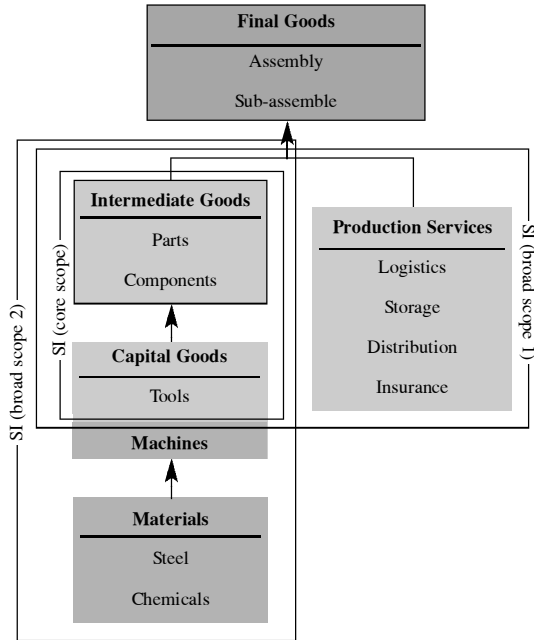 Final Goods
Assembly
Sub-assemble
Intermediate Goods
Parts
Components
Production Services
Logistics
Storage
Distribution
Insurance
Capital Goods
Tools
Machines
Materials
Steel
Chemicals
SI (broad scope 2)
SI (core scope)
SI (broad scope 1)